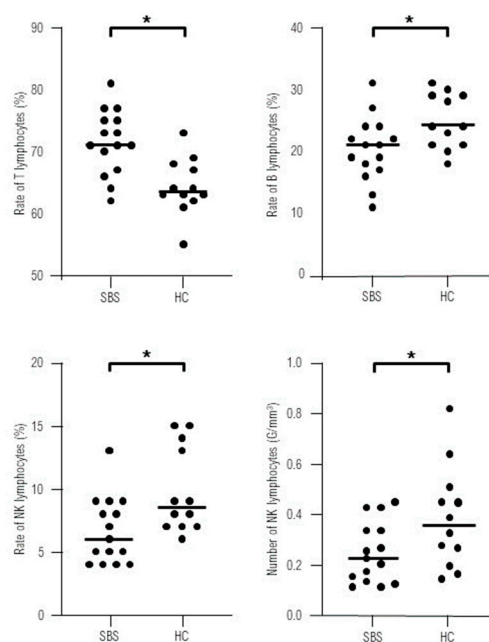 Rate of T lymphocytes (%)
90
80
70
60
50
*
SBS
HC
Rate of B lymphocytes (%)
40
30
20
10
0
*
SBS
HC
Rate of NK lymphocytes (%)
20
15
10
5
0
*
SBS
HC
Number of NK lymphocytes (G/mm³)
1.0
0.8
0.6
0.4
0.2
0.0
*
SBS
HC